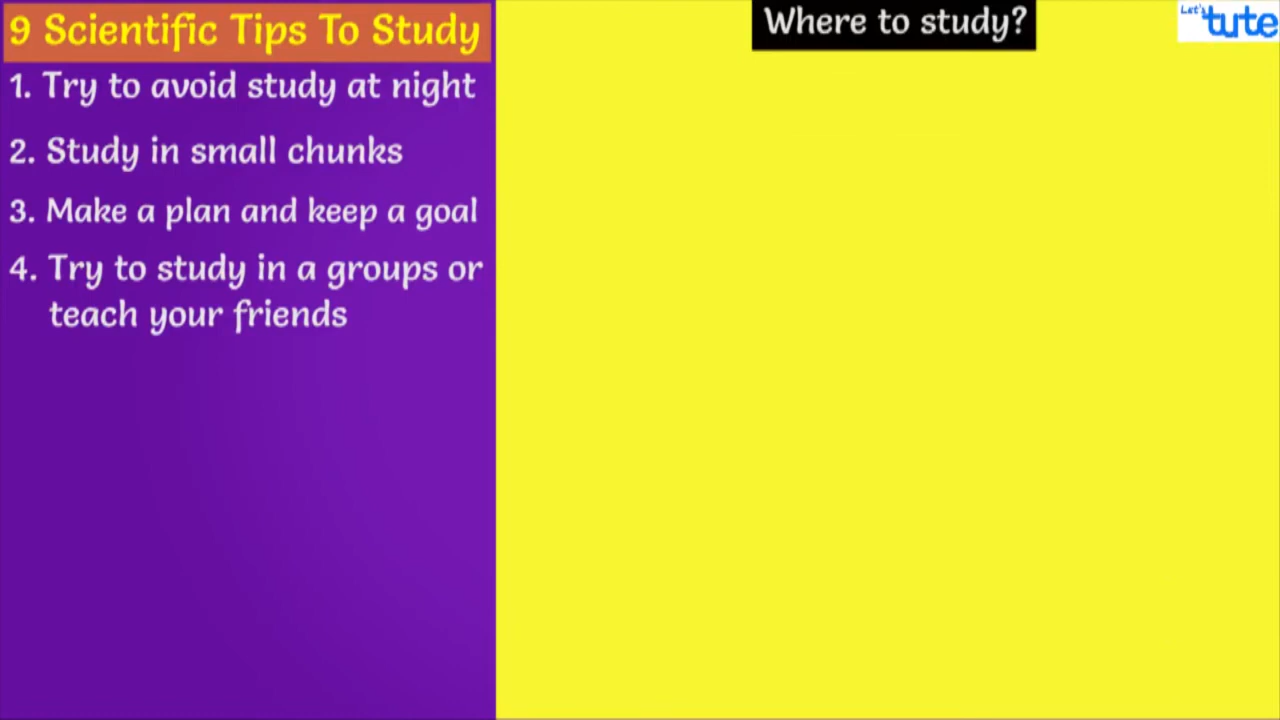 9 Scientific Tips To Study
1. Try to avoid study at night
2. Study in small chunks
3. Make a plan and keep a goal
4. Try to study in a groups or
teach your friends
Where to study?
Let's
tute